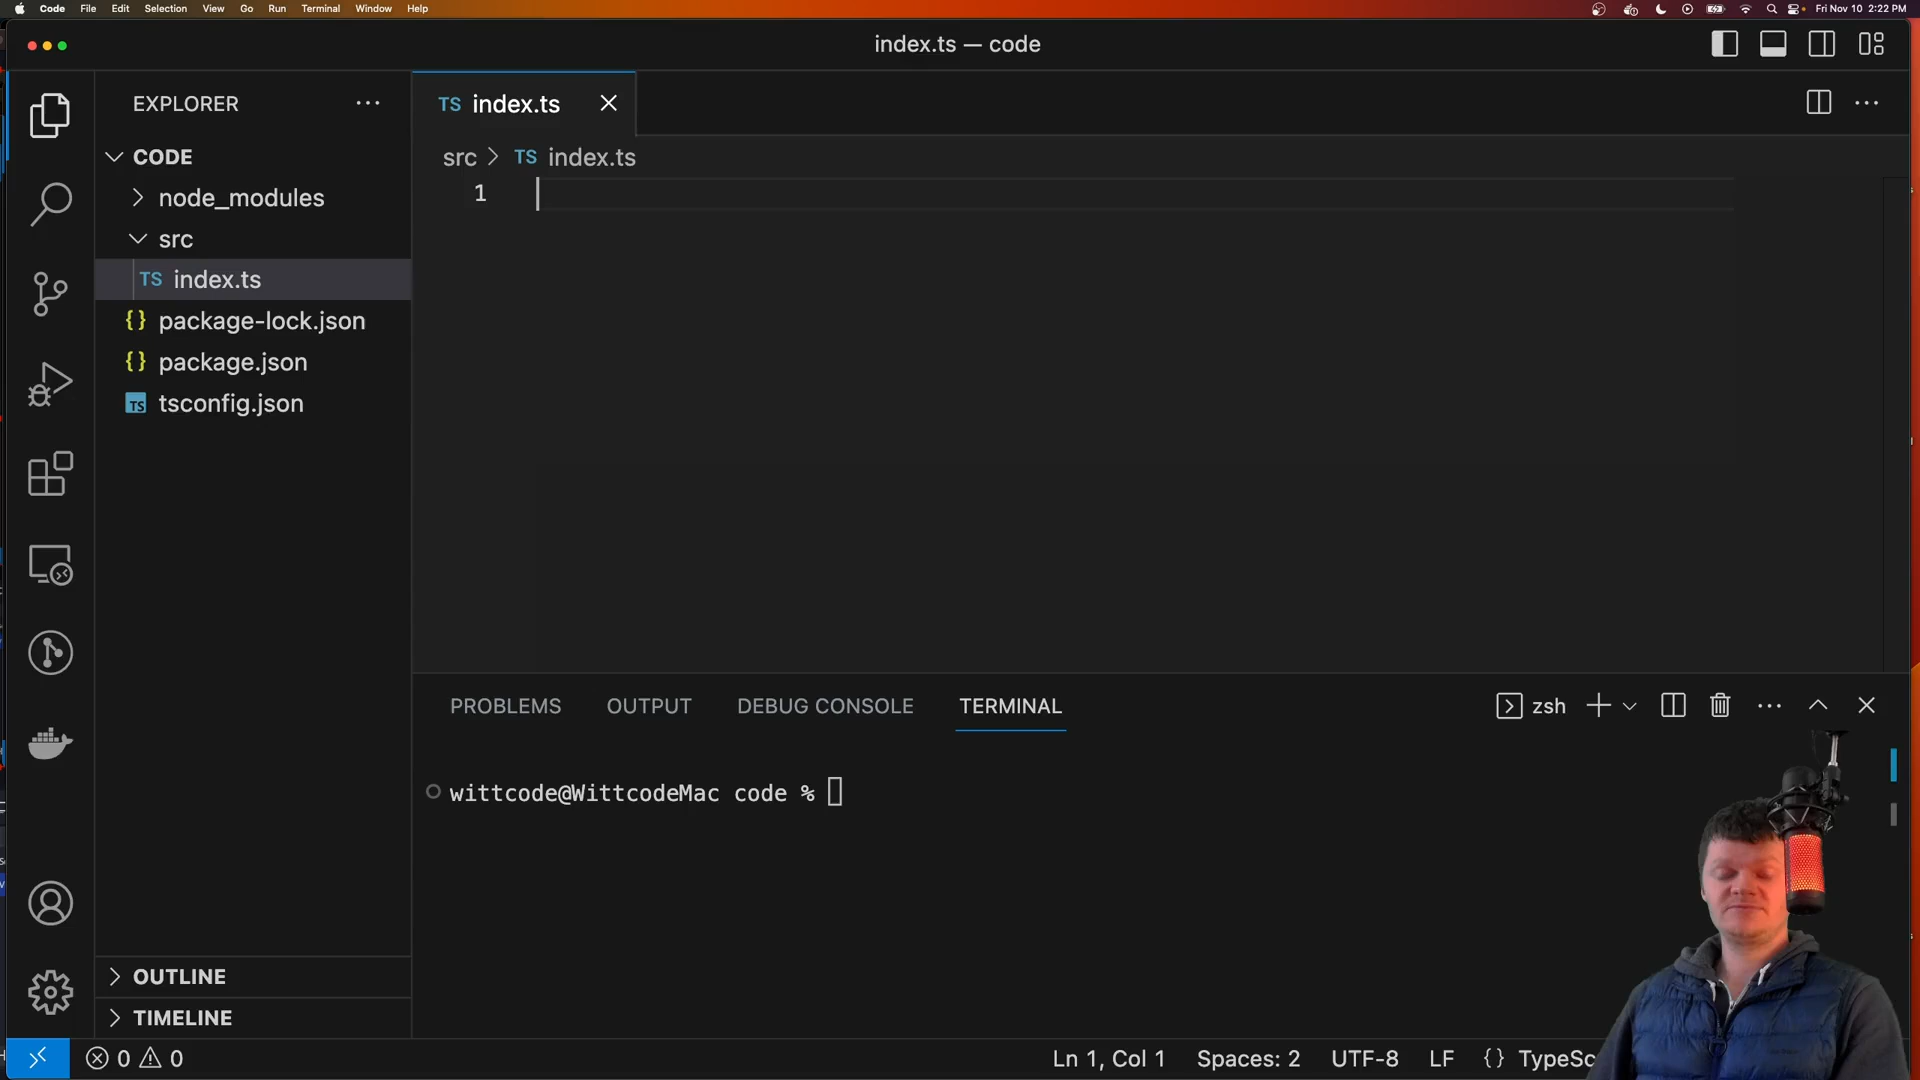 Code File Edit Selection View Go Run Terminal Window Help Fri Nov 10 2:22 PM
index.ts — code
EXPLORER
TS index.ts
CODE
src > TS index.ts
node_modules
1
src
TS index.ts
{} package-lock.json
{} package.json
TS tsconfig.json
PROBLEMS OUTPUT DEBUG CONSOLE TERMINAL zsh
wittcode@WittcodeMac code %
OUTLINE
TIMELINE
0 0 Ln 1, Col 1 Spaces: 2 UTF-8 LF {} TypeSc